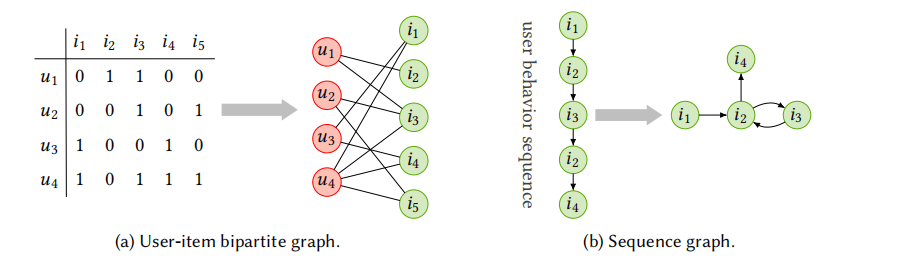 i1 i2 i3 i4 i5
u1 0 1 1 0 0
u2 0 0 1 0 1
u3 1 0 0 1 0
u4 1 0 1 1 1
u1
u2
u3
u4
i1
i2
i3
i4
i5
(a) User-item bipartite graph.
user behavior sequence
i1
i2
i3
i2
i4
i4
i1 i2 i3
(b) Sequence graph.